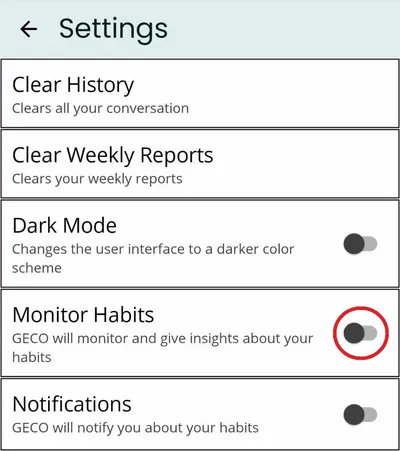 Settings
Clear History
Clears all your conversation
Clear Weekly Reports
Clears your weekly reports
Dark Mode
Changes the user interface to a darker color
scheme
Monitor Habits
GECO will monitor and give insights about your
habits
Notifications
GECO will notify you about your habits